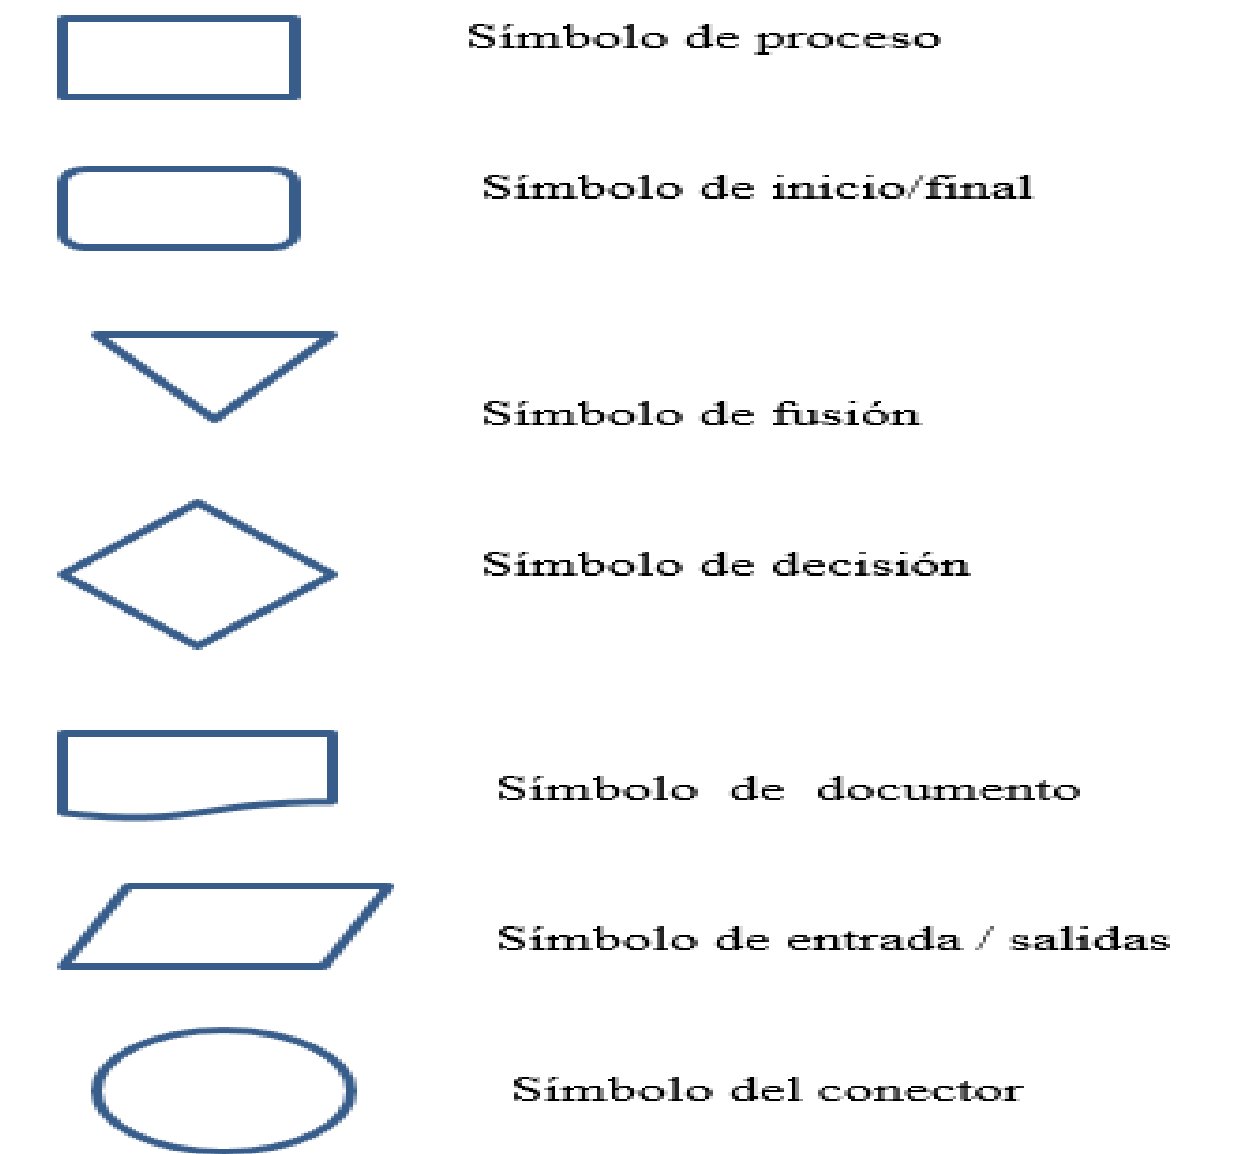 Símbolo de proceso
Símbolo de inicio/final
Símbolo de fusión
Símbolo de decisión
Símbolo de documento
Símbolo de entrada / salidas
Símbolo del conector